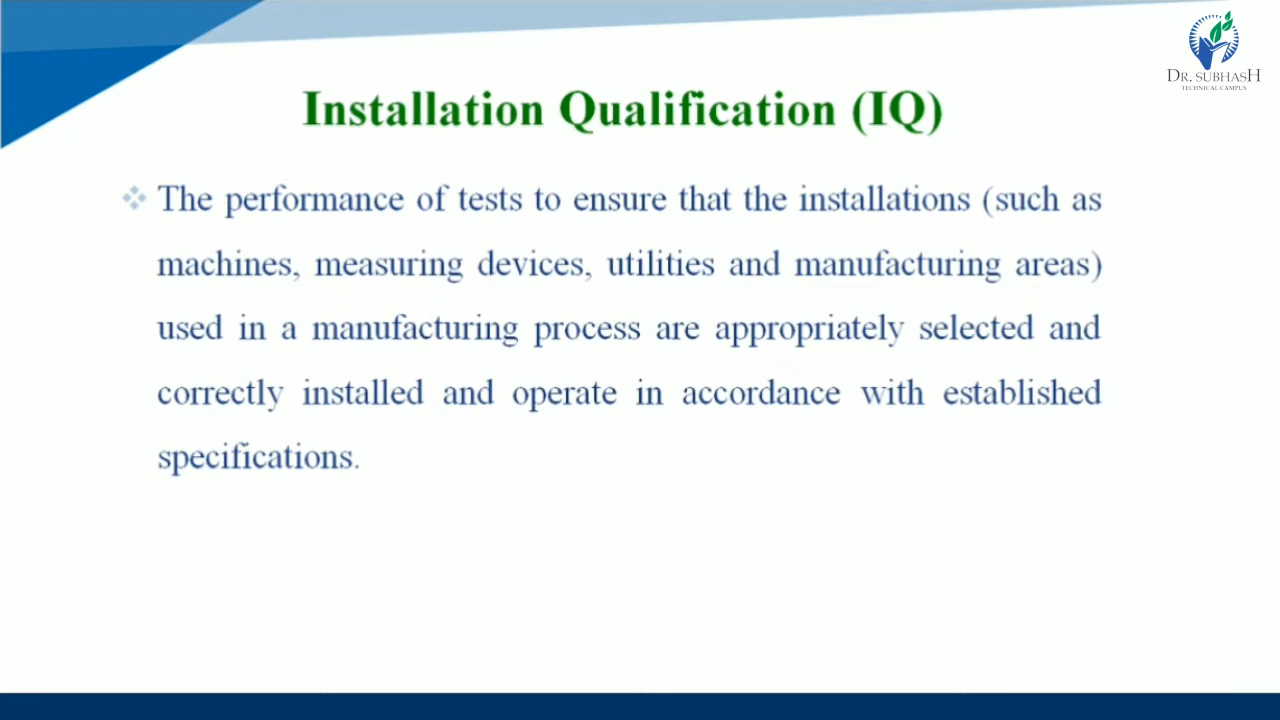 DR. SUBHASH
TECHNICAL CAMPUS
Installation Qualification (IQ)
The performance of tests to ensure that the installations (such as
machines, measuring devices, utilities and manufacturing areas)
used in a manufacturing process are appropriately selected and
correctly installed and operate in accordance with established
specifications.